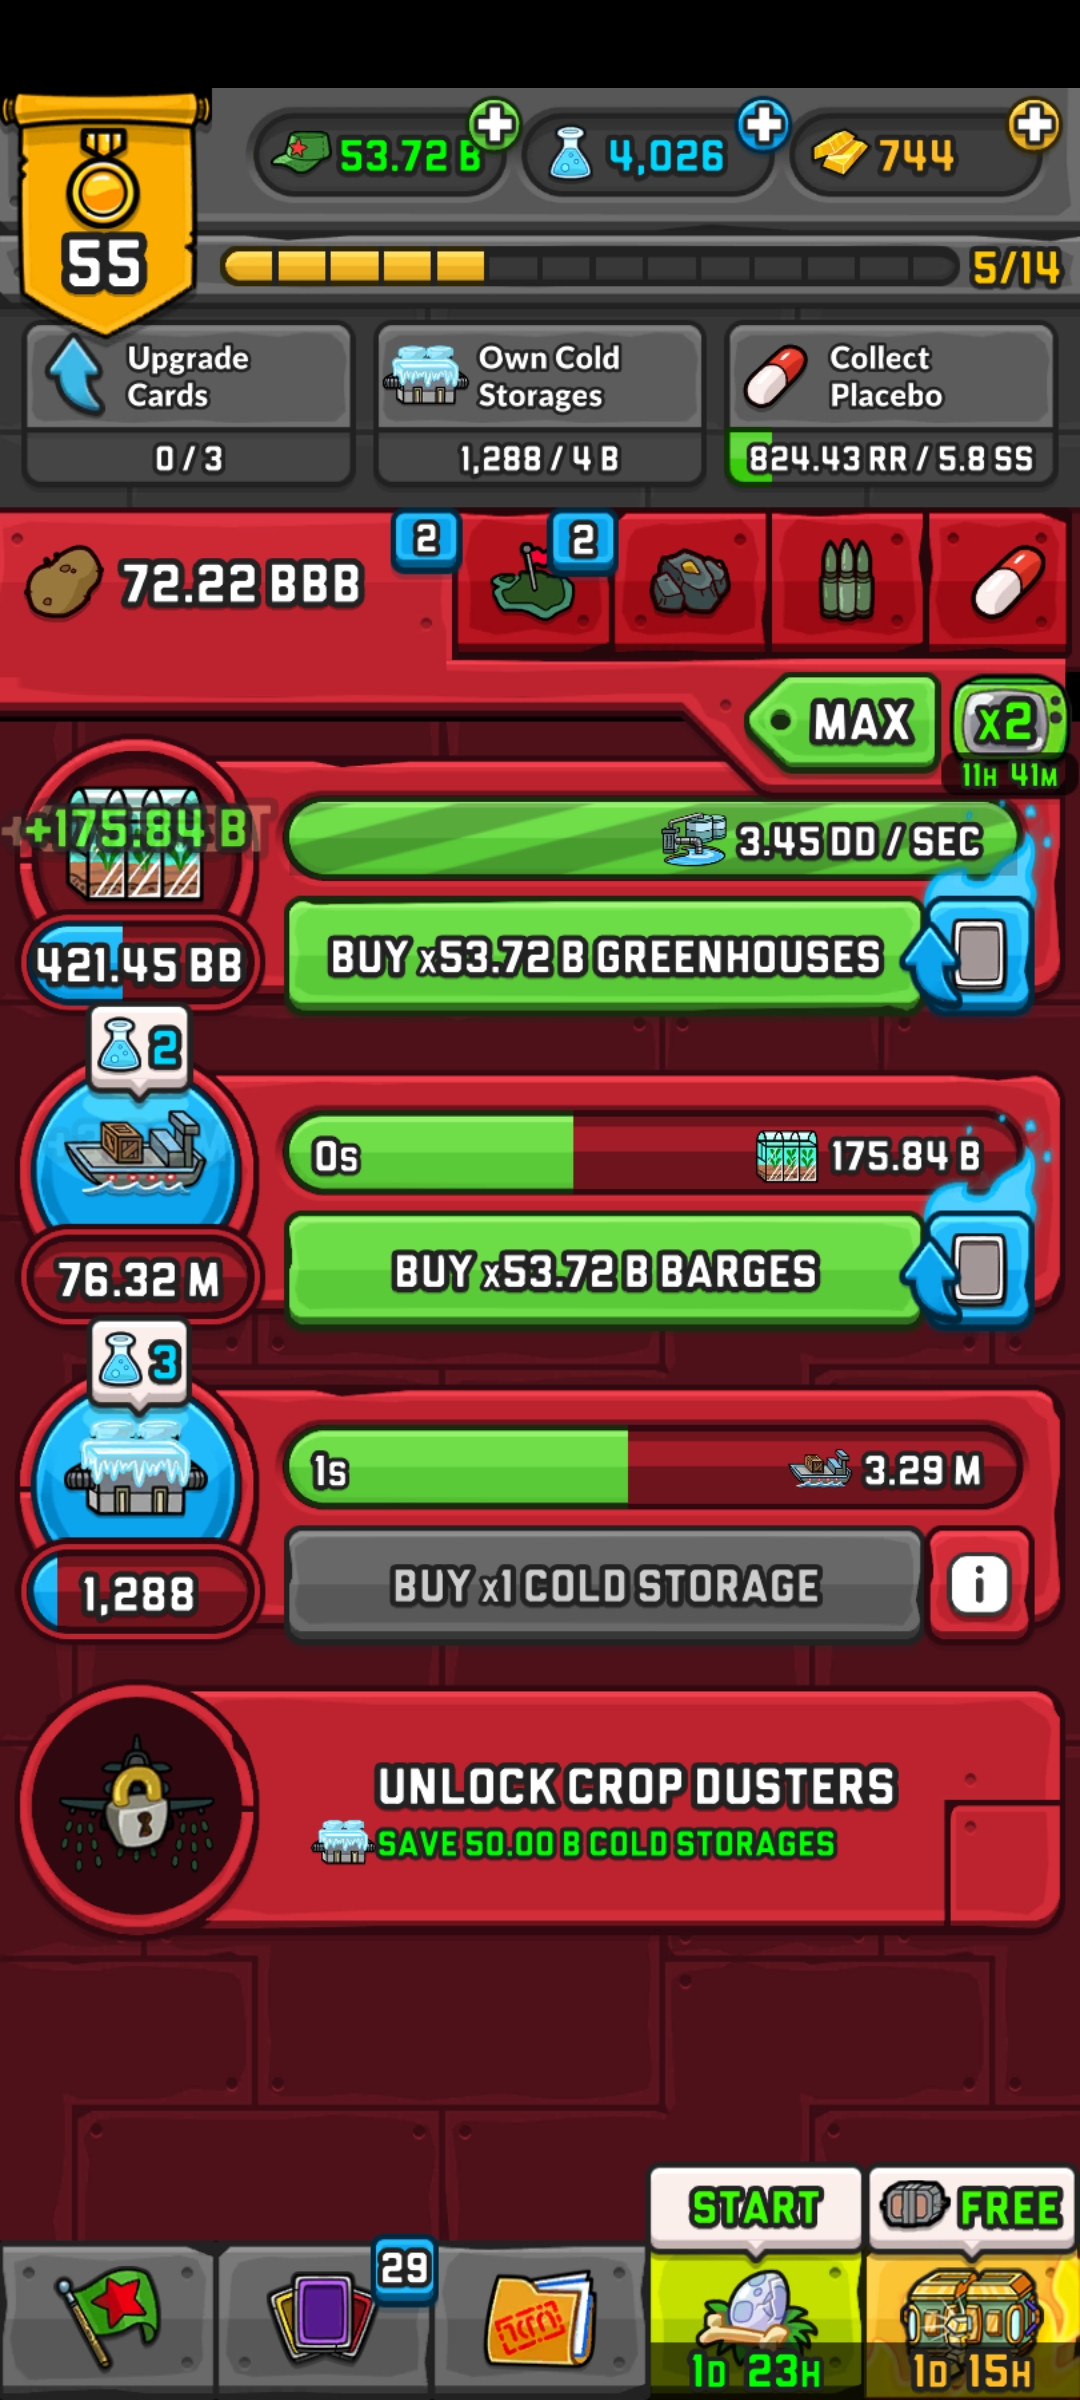 53.72 B
4,026
744
55
5/14
Upgrade
Cards
0 / 3
Own Cold
Storages
1,288 / 4 B
Collect
Placebo
824.43 RR / 5.8 SS
72.22 BBB
2
2
MAX
x2
11H 41M
+175.84 B
3.45 DD / SEC
421.45 BB
BUY x53.72 B GREENHOUSES
2
0s
175.84 B
76.32 M
BUY x53.72 B BARGES
3
1s
3.29 M
1,288
BUY x1 COLD STORAGE
i
UNLOCK CROP DUSTERS
SAVE 50.00 B COLD STORAGES
START
FREE
29
1D 23H
1D 15H